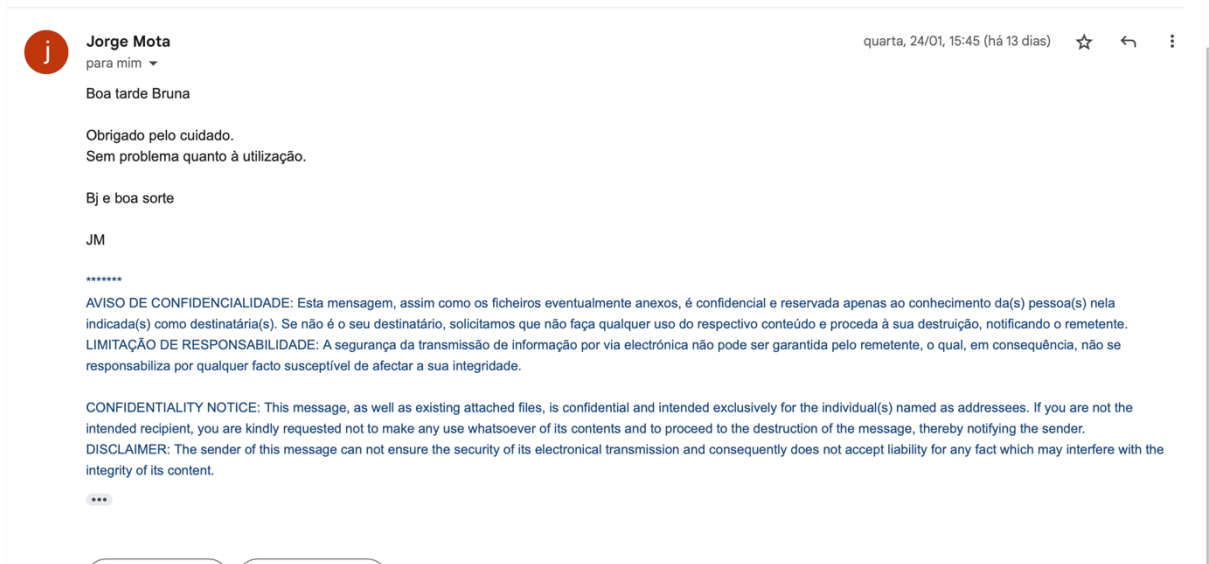 j
Jorge Mota
quarta, 24/01, 15:45 (há 13 dias)
para mim
Boa tarde Bruna
Obrigado pelo cuidado.
Sem problema quanto à utilização.
Bj e boa sorte
JM
*******
AVISO DE CONFIDENCIALIDADE: Esta mensagem, assim como os ficheiros eventualmente anexos, é confidencial e reservada apenas ao conhecimento da(s) pessoa(s) nela
indicada(s) como destinatária(s). Se não é o seu destinatário, solicitamos que não faça qualquer uso do respectivo conteúdo e proceda à sua destruição, notificando o remetente.
LIMITAÇÃO DE RESPONSABILIDADE: A segurança da transmissão de informação por via electrónica não pode ser garantida pelo remetente, o qual, em consequência, não se
responsabiliza por qualquer facto susceptível de afectar a sua integridade.
CONFIDENTIALITY NOTICE: This message, as well as existing attached files, is confidential and intended exclusively for the individual(s) named as addressees. If you are not the
intended recipient, you are kindly requested not to make any use whatsoever of its contents and to proceed to the destruction of the message, thereby notifying the sender.
DISCLAIMER: The sender of this message can not ensure the security of its electronical transmission and consequently does not accept liability for any fact which may interfere with the
integrity of its content.